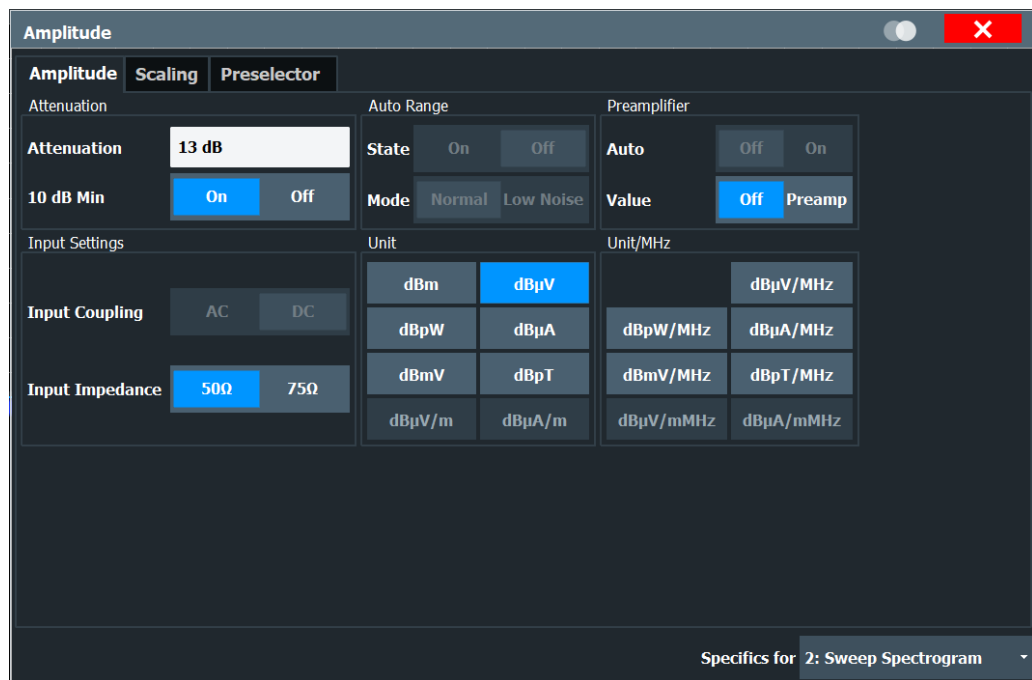 Amplitude
Amplitude Scaling Preselector
Attenuation
Attenuation 13 dB
10 dB Min On Off
Auto Range
State On Off
Mode Normal Low Noise
Preamplifier
Auto Off On
Value Off Preamp
Input Settings
Input Coupling AC DC
Input Impedance 50Ω 75Ω
Unit
dBm dBµV
dBpW dBµA
dBmV dBpT
dBµV/m dBµA/m
Unit/MHz
dBµV/MHz
dBpW/MHz dBµA/MHz
dBmV/MHz dBpT/MHz
dBµV/mMHz dBµA/mMHz
Specifics for 2: Sweep Spectrogram